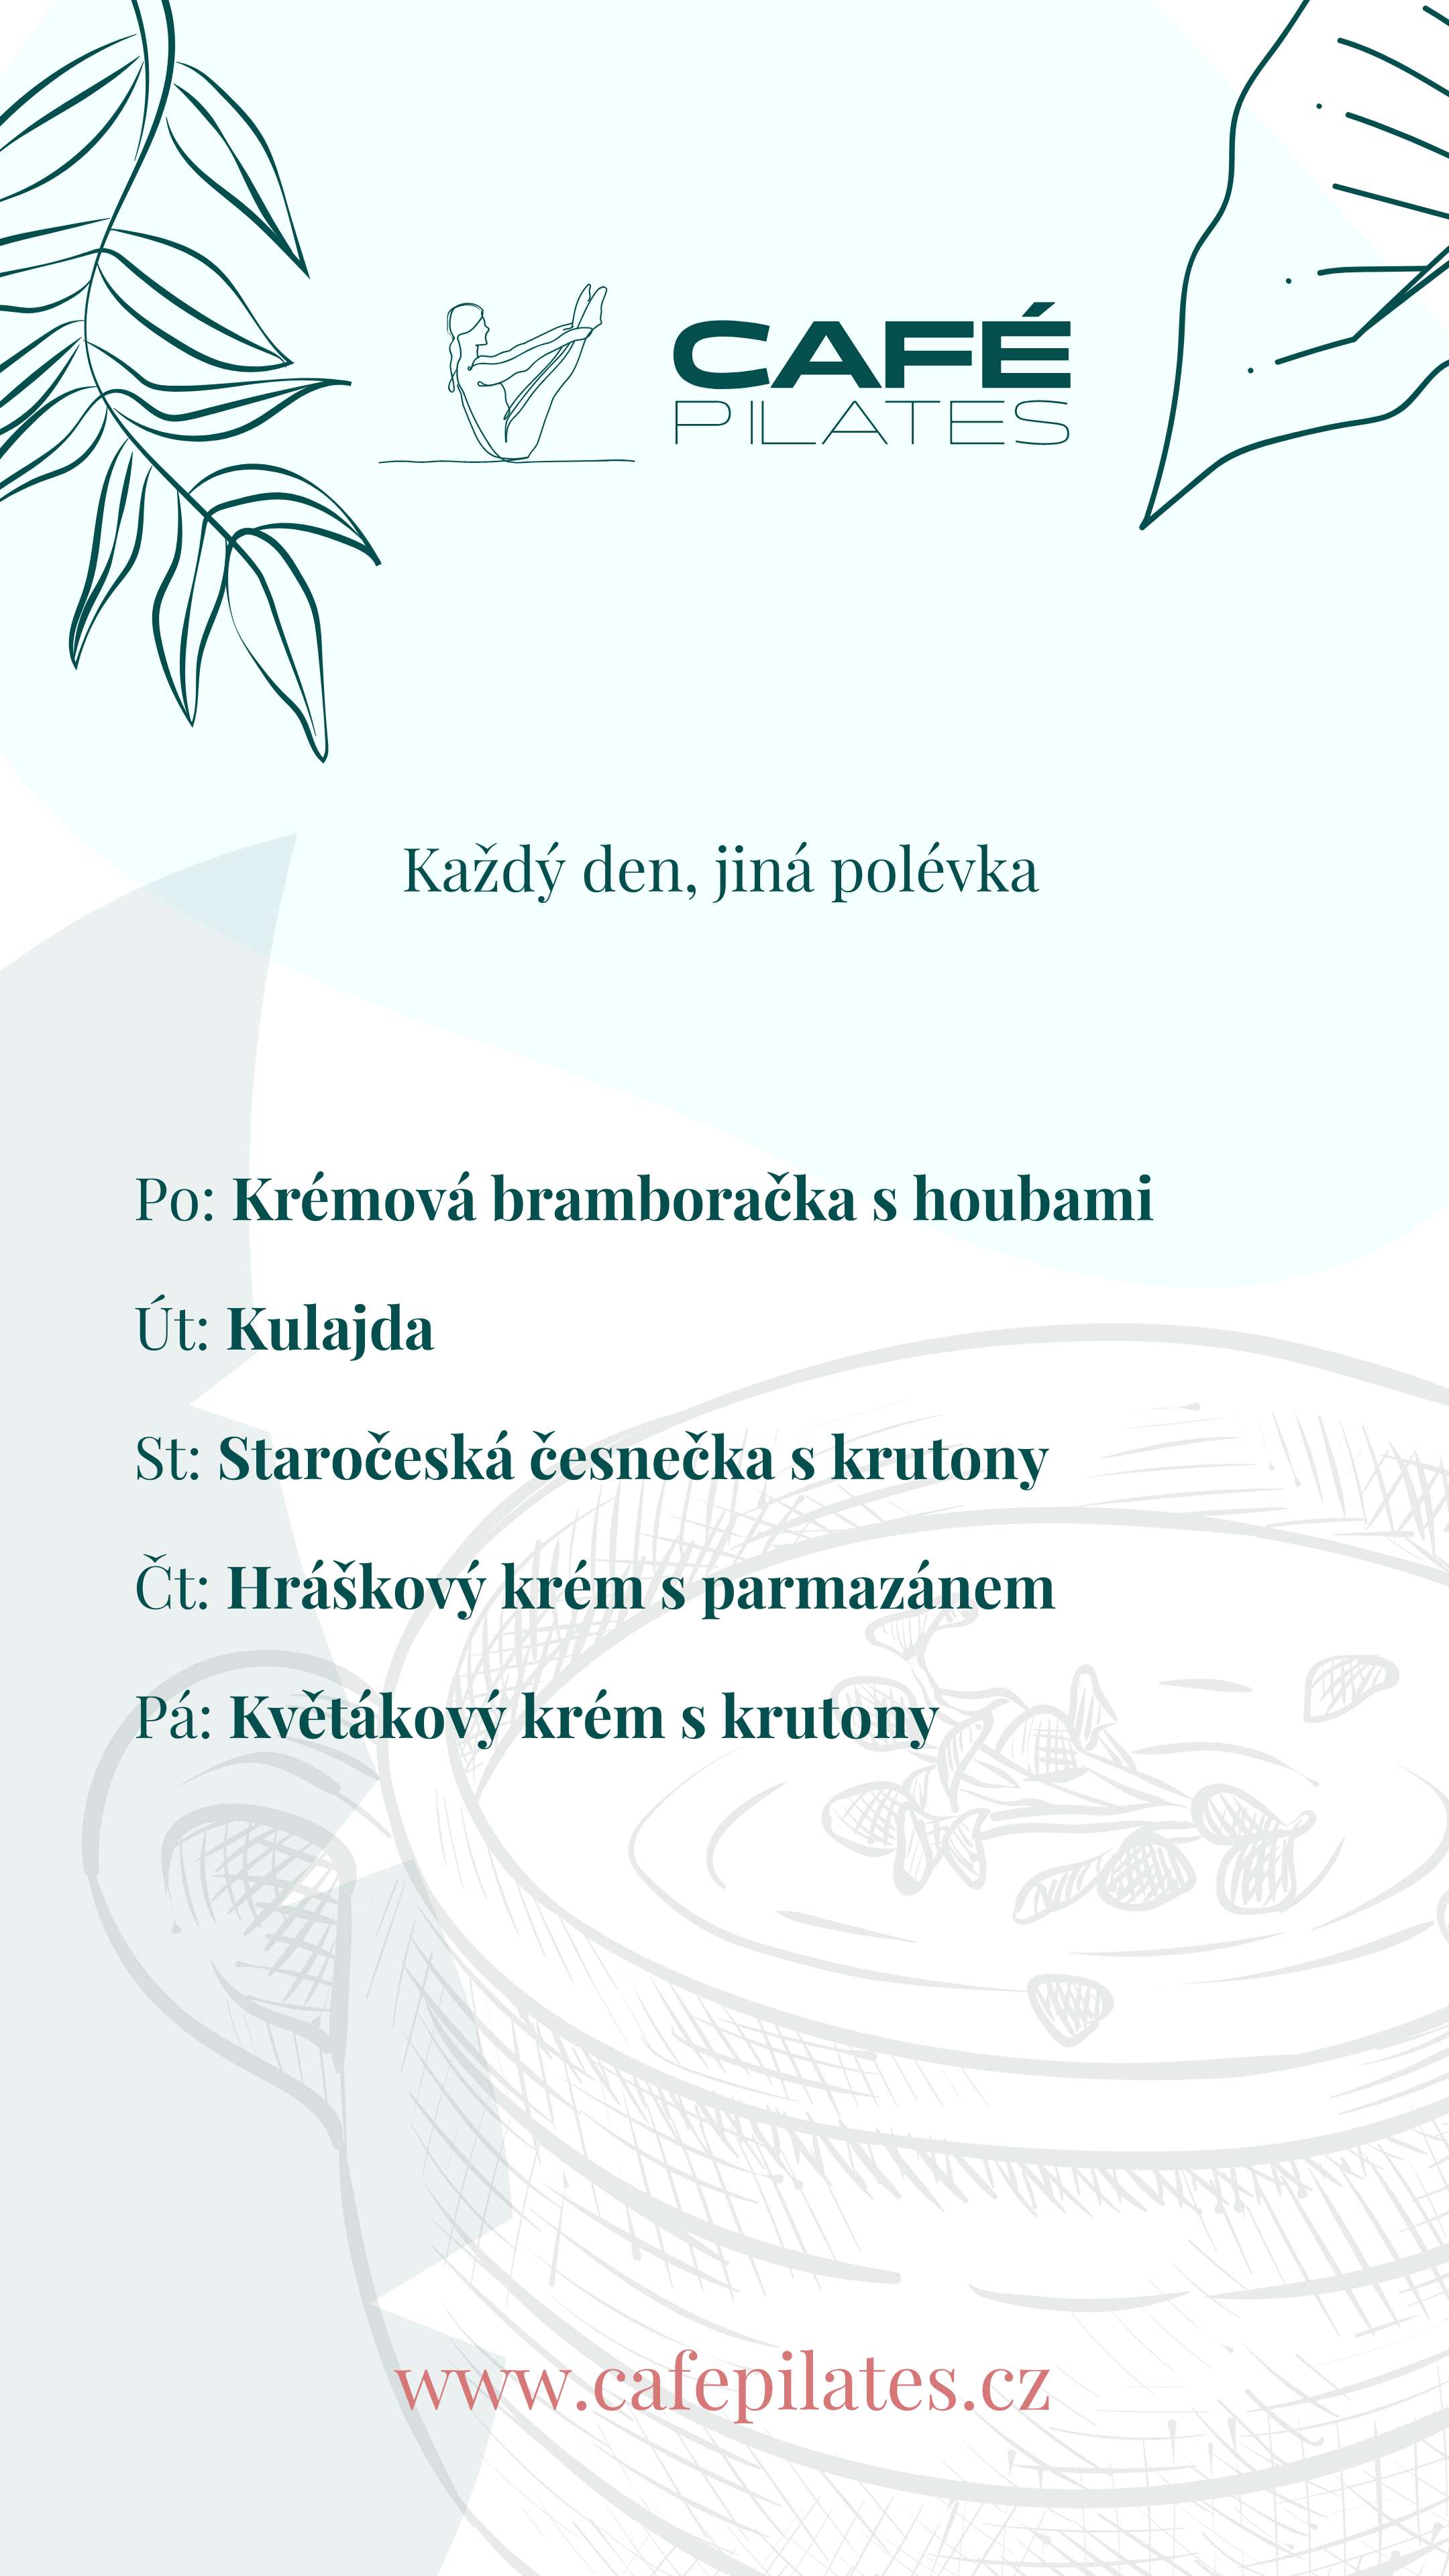 CAFÉ
PILATES
Každý den, jiná polévka
Po: Krémová bramboračka s houbami
Út: Kulajda
St: Staročeská česnečka s krutony
Čt: Hráškový krém s parmazánem
Pá: Květákový krém s krutony
www.cafepilates.cz